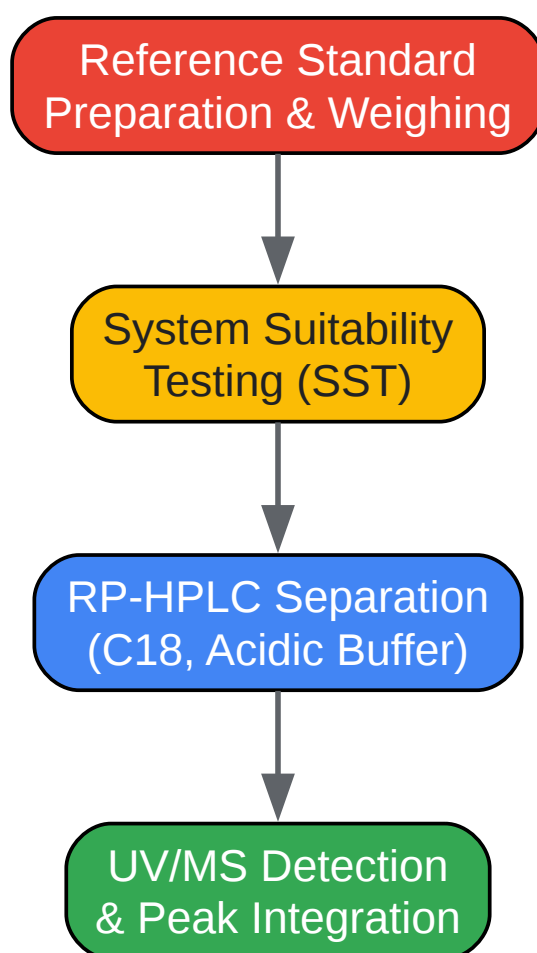 Reference Standard
Preparation & Weighing
System Suitability
Testing (SST)
RP-HPLC Separation
(C18, Acidic Buffer)
UV/MS Detection
& Peak Integration